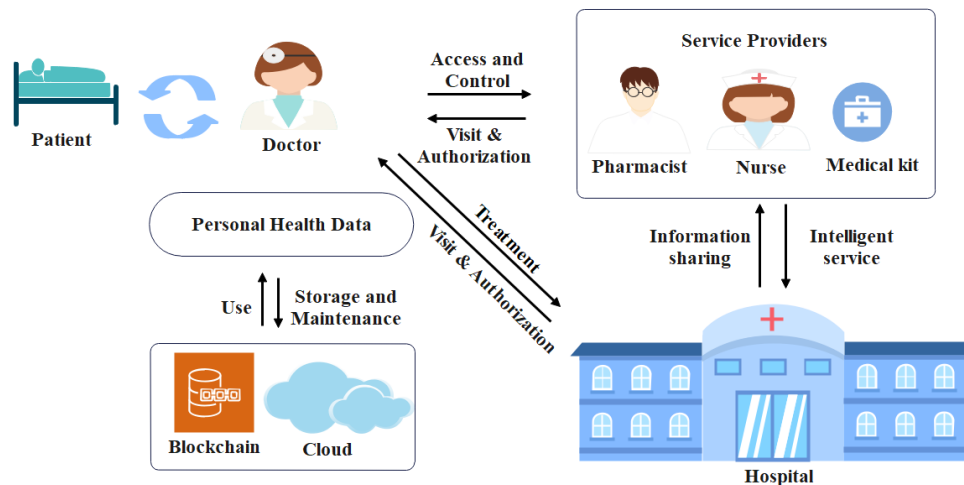 Patient
Doctor
Access and
Control
Visit &
Authorization
Service Providers
Pharmacist
Nurse
Medical kit
Personal Health Data
Treatment
Visit & Authorization
Information
sharing
Intelligent
service
Use
Storage and
Maintenance
Blockchain
Cloud
Hospital